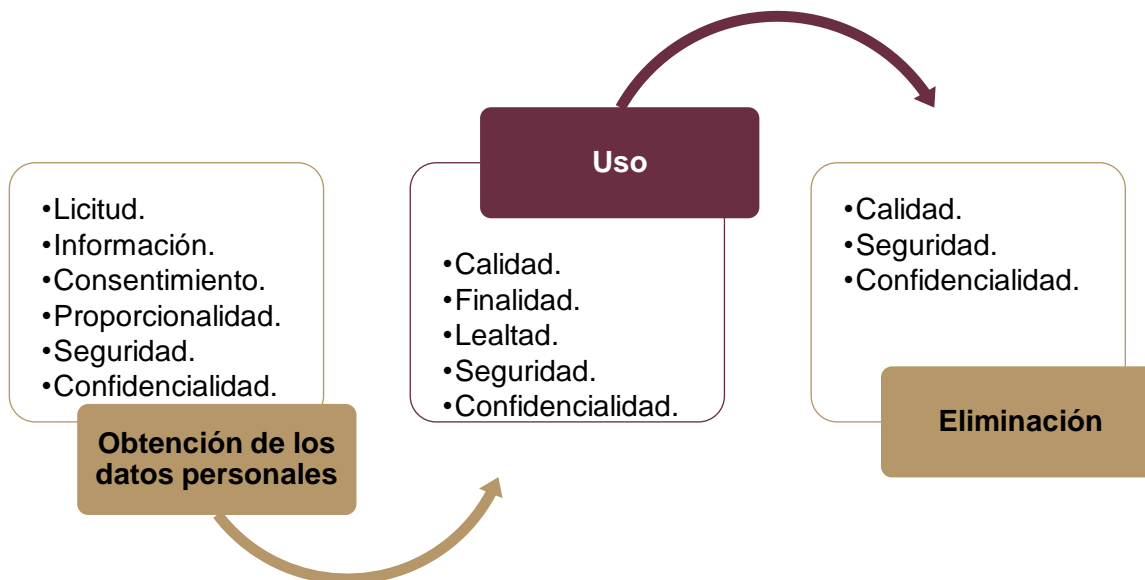 •Licitud.
•Información.
•Consentimiento.
•Proporcionalidad.
•Seguridad.
•Confidencialidad.
Obtención de los
datos personales
Uso
•Calidad.
•Finalidad.
•Lealtad.
•Seguridad.
•Confidencialidad.
•Calidad.
•Seguridad.
•Confidencialidad.
Eliminación